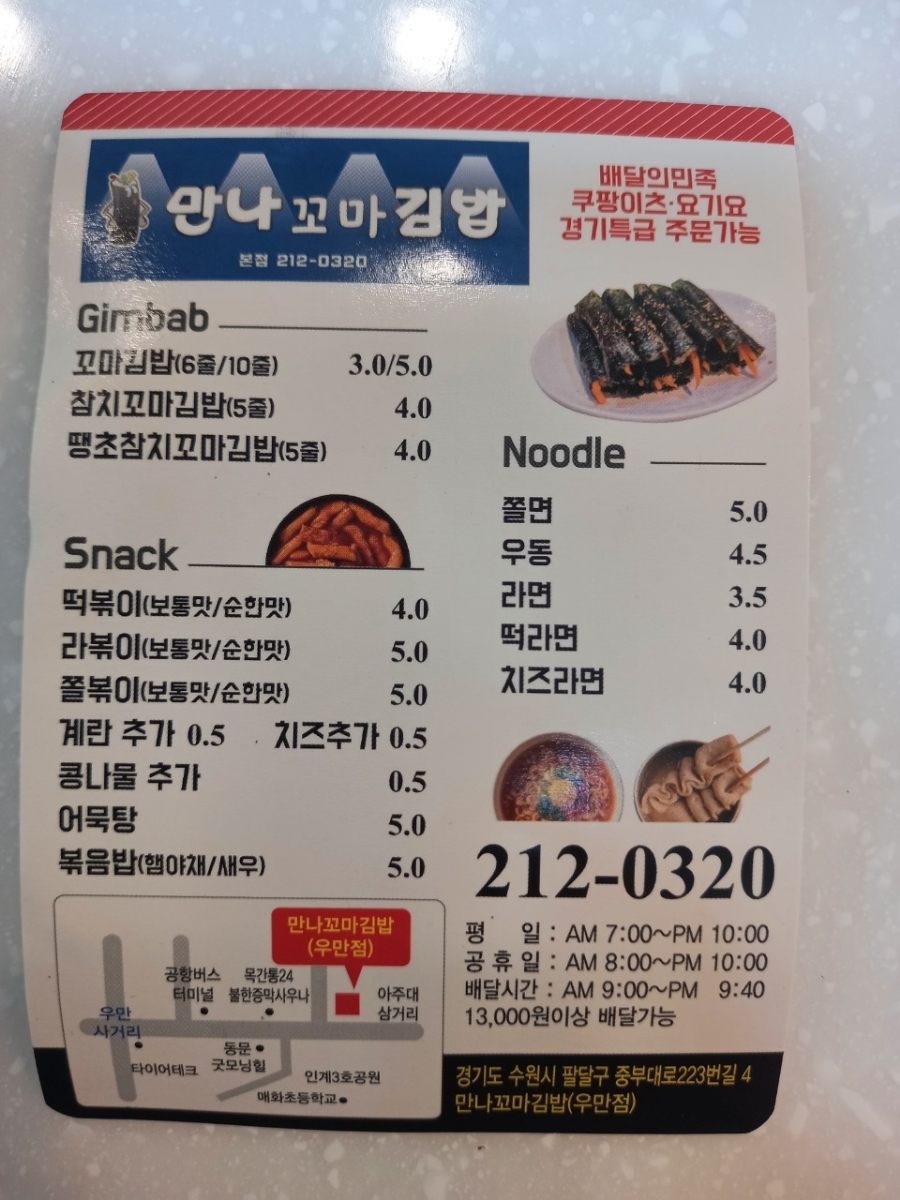 만나꼬마김밥
본점 212-0320
배달의민족
쿠팡이츠·요기요
경기특급 주문가능
Gimbab
꼬마김밥(6줄/10줄) 3.0/5.0
참치꼬마김밥(5줄) 4.0
땡초참치꼬마김밥(5줄) 4.0
Snack
떡볶이(보통맛/순한맛) 4.0
라볶이(보통맛/순한맛) 5.0
쫄볶이(보통맛/순한맛) 5.0
계란 추가 0.5 치즈추가 0.5
콩나물 추가 0.5
어묵탕 5.0
볶음밥(햄야채/새우) 5.0
Noodle
쫄면 5.0
우동 4.5
라면 3.5
떡라면 4.0
치즈라면 4.0
212-0320
평 일 : AM 7:00~PM 10:00
공 휴 일 : AM 8:00~PM 10:00
배달시간 : AM 9:00~PM 9:40
13,000원이상 배달가능
만나꼬마김밥
(우만점)
공항버스
터미널
목간통24
불한증막사우나
아주대
삼거리
우만
사거리
타이어테크
동문
굿모닝힐
인계3호공원
매화초등학교
경기도 수원시 팔달구 중부대로223번길 4
만나꼬마김밥(우만점)